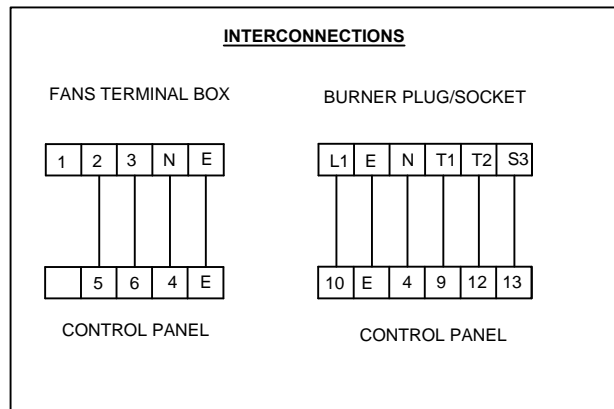 INTERCONNECTIONS
FANS TERMINAL BOX
1 2 3 N E
5 6 4 E
CONTROL PANEL
BURNER PLUG/SOCKET
L1 E N T1 T2 S3
10 E 4 9 12 13
CONTROL PANEL